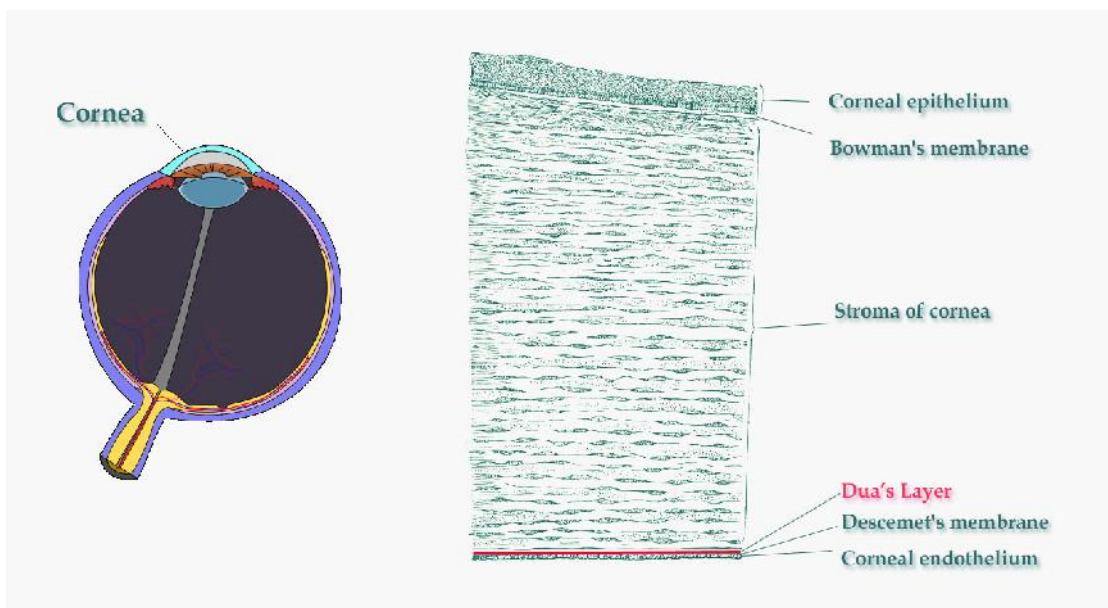 Cornea
Corneal epithelium
Bowman's membrane
Stroma of cornea
Dua's Layer
Descemet's membrane
Corneal endothelium